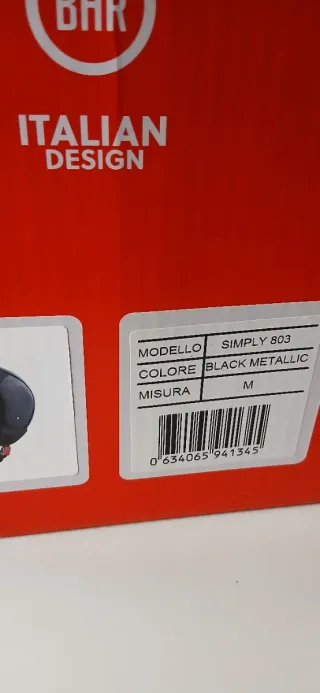 BHR
ITALIAN
DESIGN
MODELLO SIMPLY 803
COLORE BLACK METALLIC
MISURA M
0 634065 941345